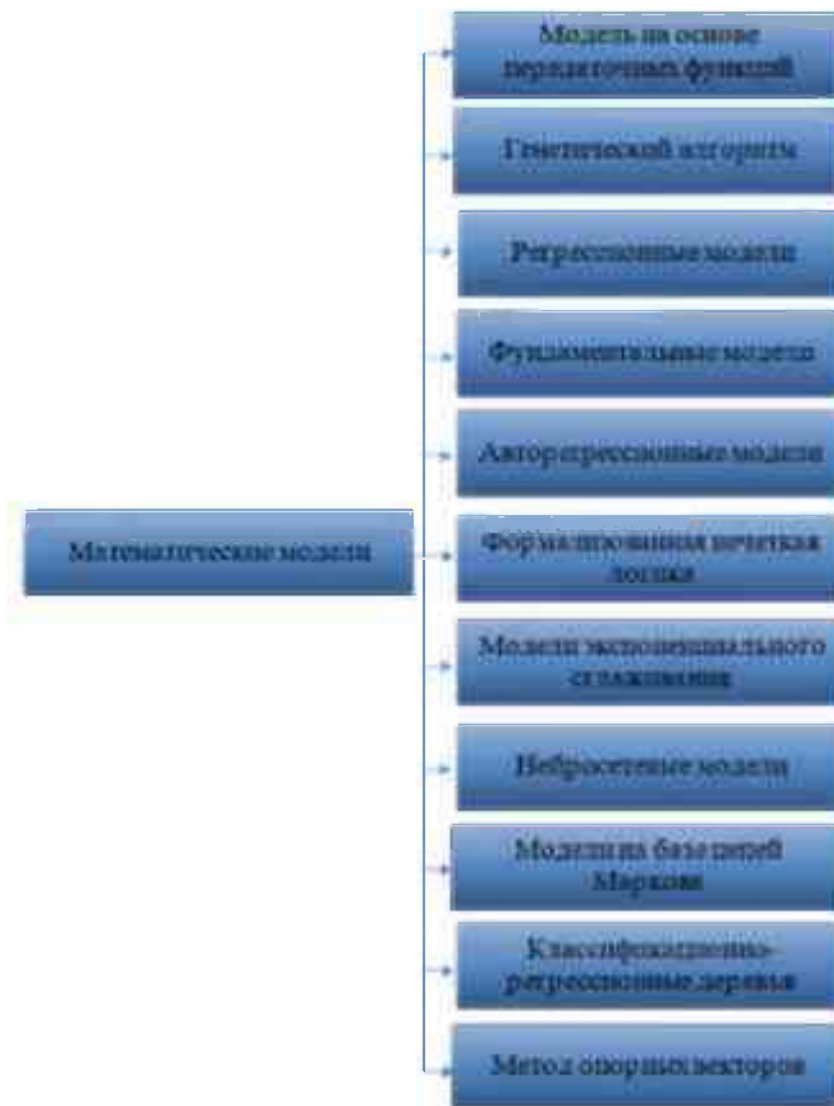 Модель на основе
передаточных функций
Генетический алгоритм
Регрессионные модели
Фундаментальные модели
Авторегрессионные модели
Математические модели
Формализованная нечеткая
логика
Модели экспоненциального
сглаживания
Нейросетевые модели
Модели на базе цепей
Маркова
Классификационно-
регрессионные деревья
Метод опорных векторов